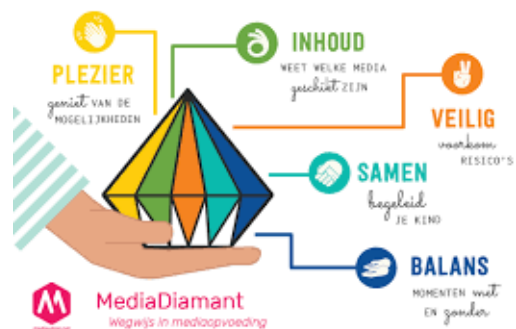 PLEZIER
geniet VAN DE
MOGELIJKHEDEN
INHOUD
WEET WELKE MEDIA
geschikt ZIJN
VEILIG
voorkom
RISICO'S
SAMEN
begeleid
JE KIND
BALANS
MOMENTEN met
EN zonder
MediaDiamant
Wegwijs in mediaopvoeding